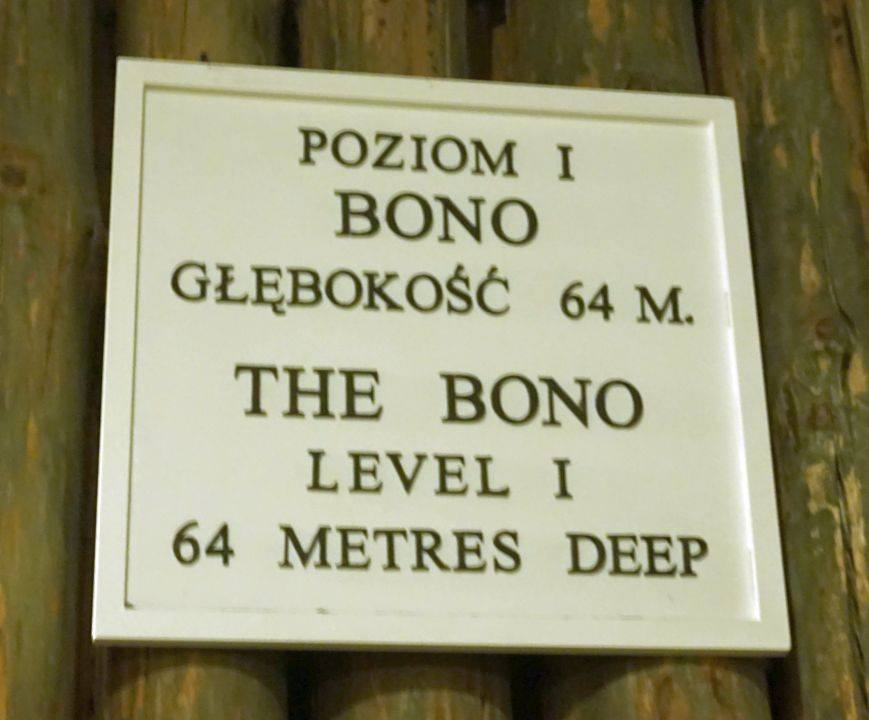 POZIOM I
BONO
GŁĘBOKOŚĆ 64 M.
THE BONO
LEVEL I
64 METRES DEEP